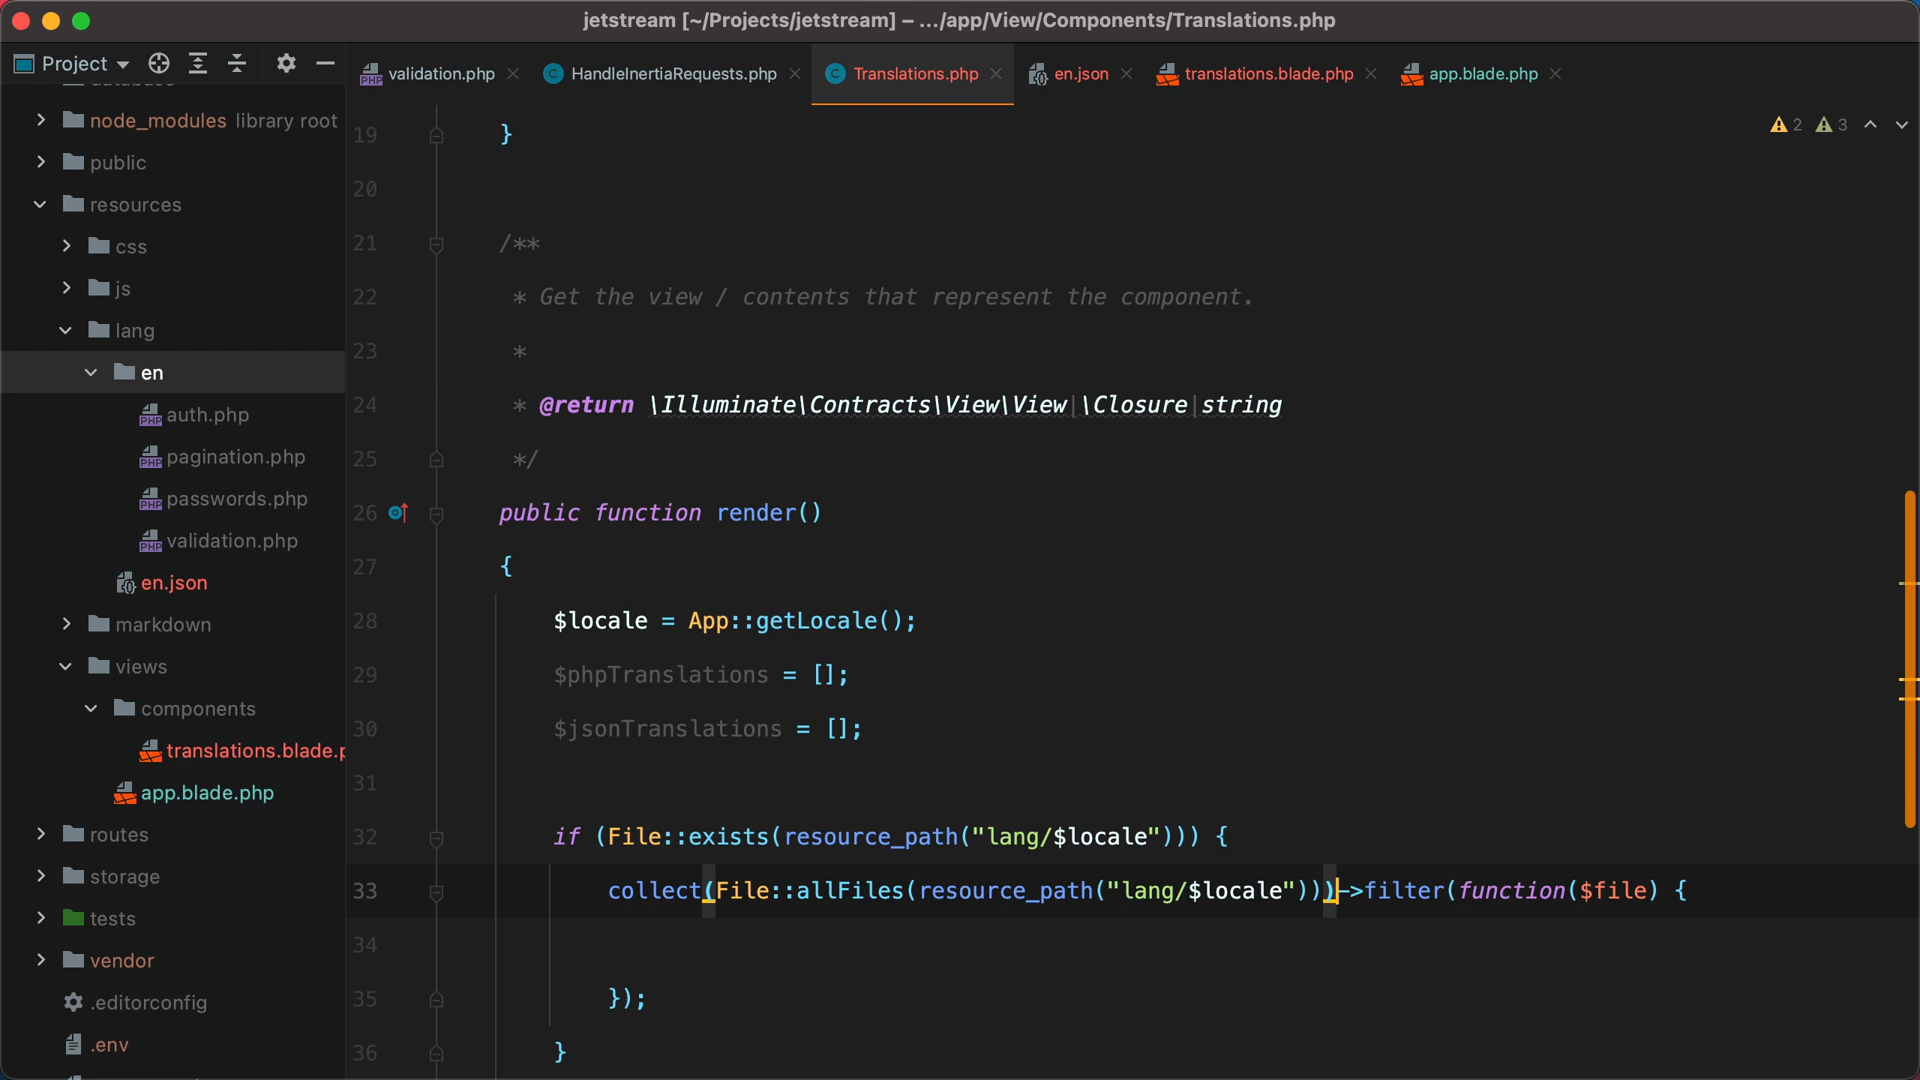 jetstream [~/Projects/jetstream] – .../app/View/Components/Translations.php
Project
validation.php
HandleInertiaRequests.php
Translations.php
en.json
translations.blade.php
app.blade.php
node_modules library root
public
resources
css
js
lang
en
auth.php
pagination.php
passwords.php
validation.php
en.json
markdown
views
components
translations.blade.p
app.blade.php
routes
storage
tests
vendor
.editorconfig
.env
2 3
19 }
20
21 /**
22 * Get the view / contents that represent the component.
23 *
24 * @return \Illuminate\Contracts\View\View|\Closure|string
25 */
26 public function render()
27 {
28 $locale = App::getLocale();
29 $phpTranslations = [];
30 $jsonTranslations = [];
31
32 if (File::exists(resource_path("lang/$locale"))) {
33 collect(File::allFiles(resource_path("lang/$locale")))->filter(function($file) {
34
35 });
36 }